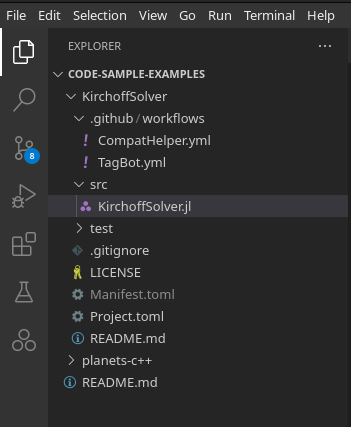 File Edit Selection View Go Run Terminal Help
EXPLORER
CODE-SAMPLE-EXAMPLES
KirchoffSolver
.github / workflows
! CompatHelper.yml
! TagBot.yml
src
KirchoffSolver.jl
8
test
.gitignore
LICENSE
Manifest.toml
Project.toml
README.md
planets-c++
README.md